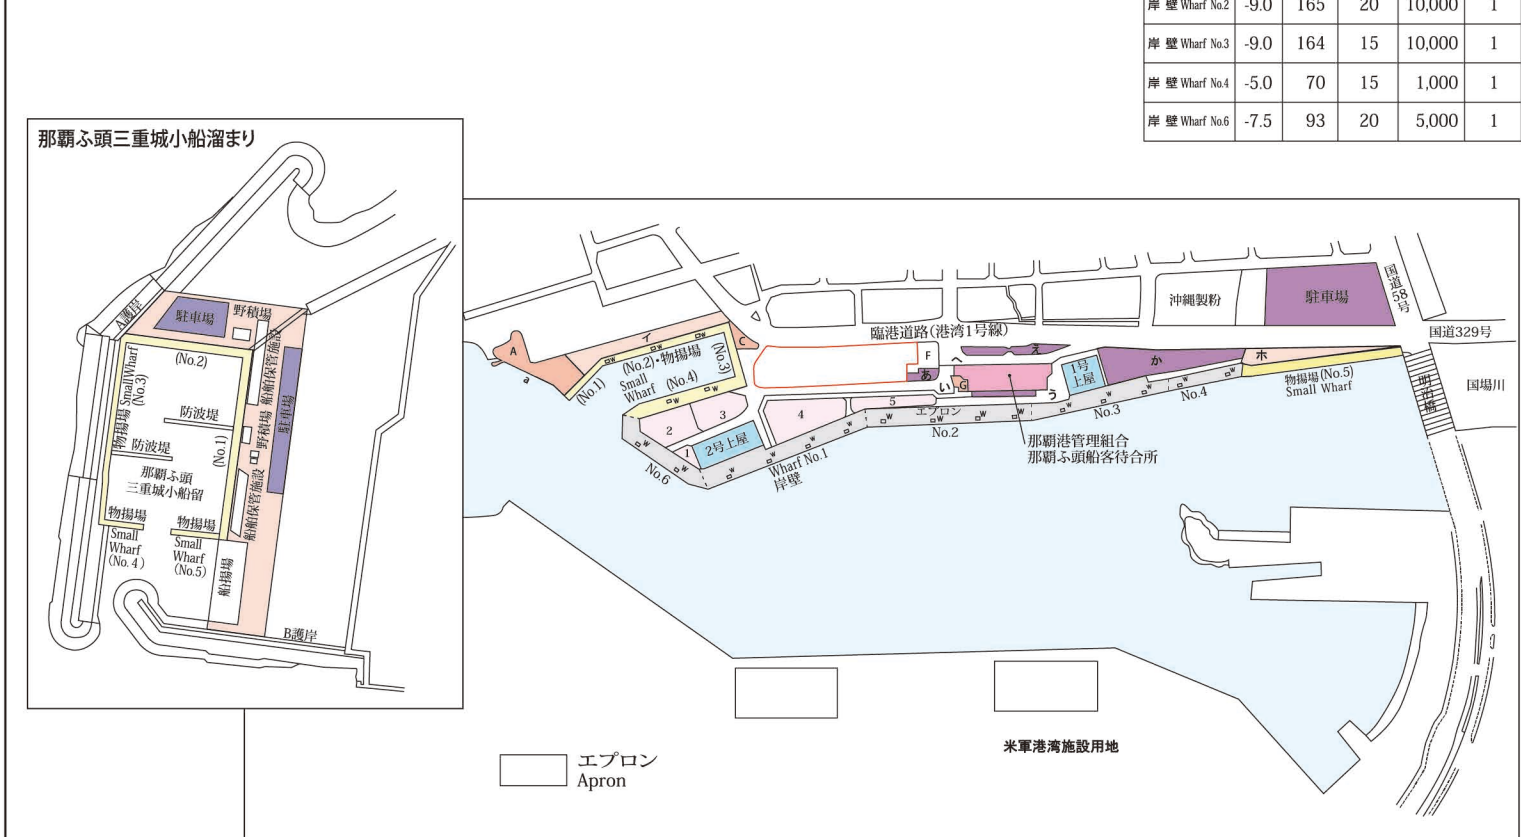 岸 壁 Wharf No.2 -9.0 165 20 10,000 1
岸 壁 Wharf No.3 -9.0 164 15 10,000 1
岸 壁 Wharf No.4 -5.0 70 15 1,000 1
岸 壁 Wharf No.6 -7.5 93 20 5,000 1
那覇ふ頭三重城小船溜まり
A護岸
駐車場
野積場
(No.2)
船舶保管施設
物揚場 Small Wharf
(No.3)
防波堤
(No.1)
野積場
駐車場
防波堤
那覇ふ頭
三重城小船留
船舶保管施設
物揚場
Small
Wharf
(No.4)
物揚場
Small
Wharf
(No.5)
船揚場
B護岸
沖縄製粉
駐車場
国道58号
国道329号
臨港道路(港湾1号線)
A
a
イ
C
(No.1)
(No.2)・物揚場
Small
Wharf
(No.4)
(No.3)
F
へ
え
あ
い
G
う
1号
上屋
か
ホ
物揚場(No.5)
Small Wharf
明治橋
国場川
1
2
3
4
5
エプロン
2号上屋
No.6
Wharf No.1
岸壁
No.2
No.3
No.4
W W W W W W W W W W W W W W W W W W W
那覇港管理組合
那覇ふ頭船客待合所
米軍港湾施設用地
エプロン
Apron